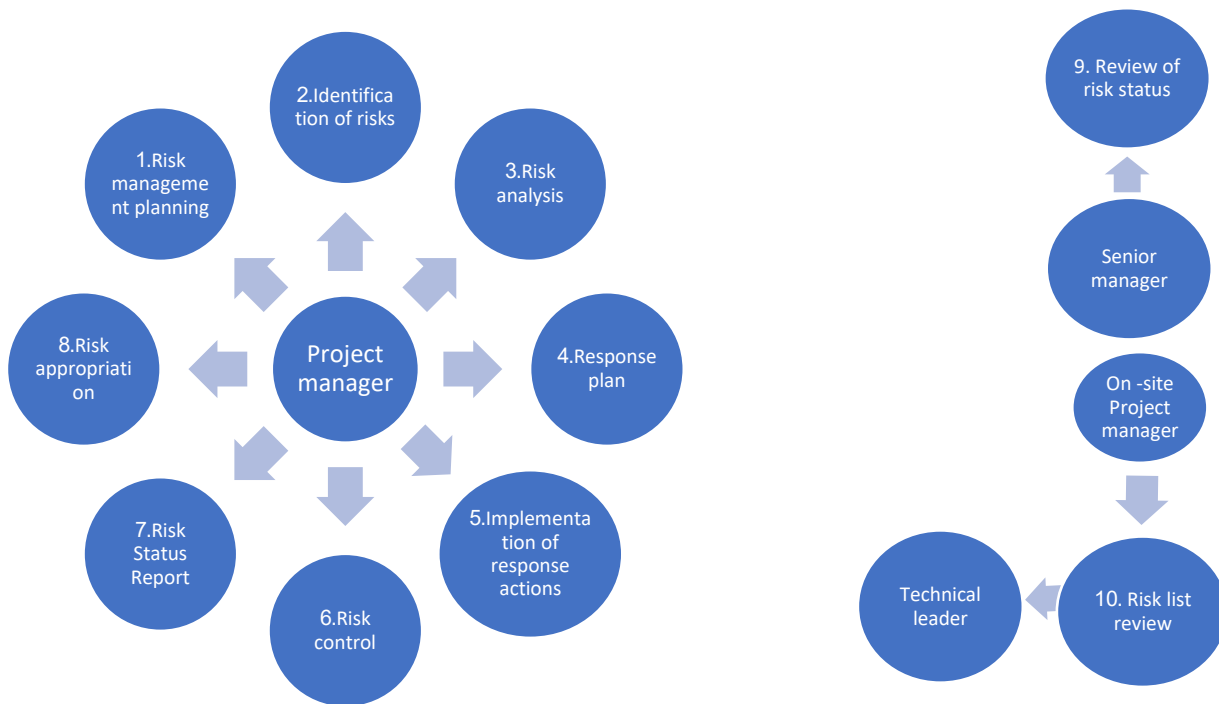 2.Identifica
tion of risks
1.Risk
manageme
nt planning
3.Risk
analysis
8.Risk
appropriati
on
Project
manager
4.Response
plan
7.Risk
Status
Report
5.Implementa
tion of
response
actions
6.Risk
control
9. Review of
risk status
Senior
manager
On -site
Project
manager
Technical
leader
10. Risk list
review